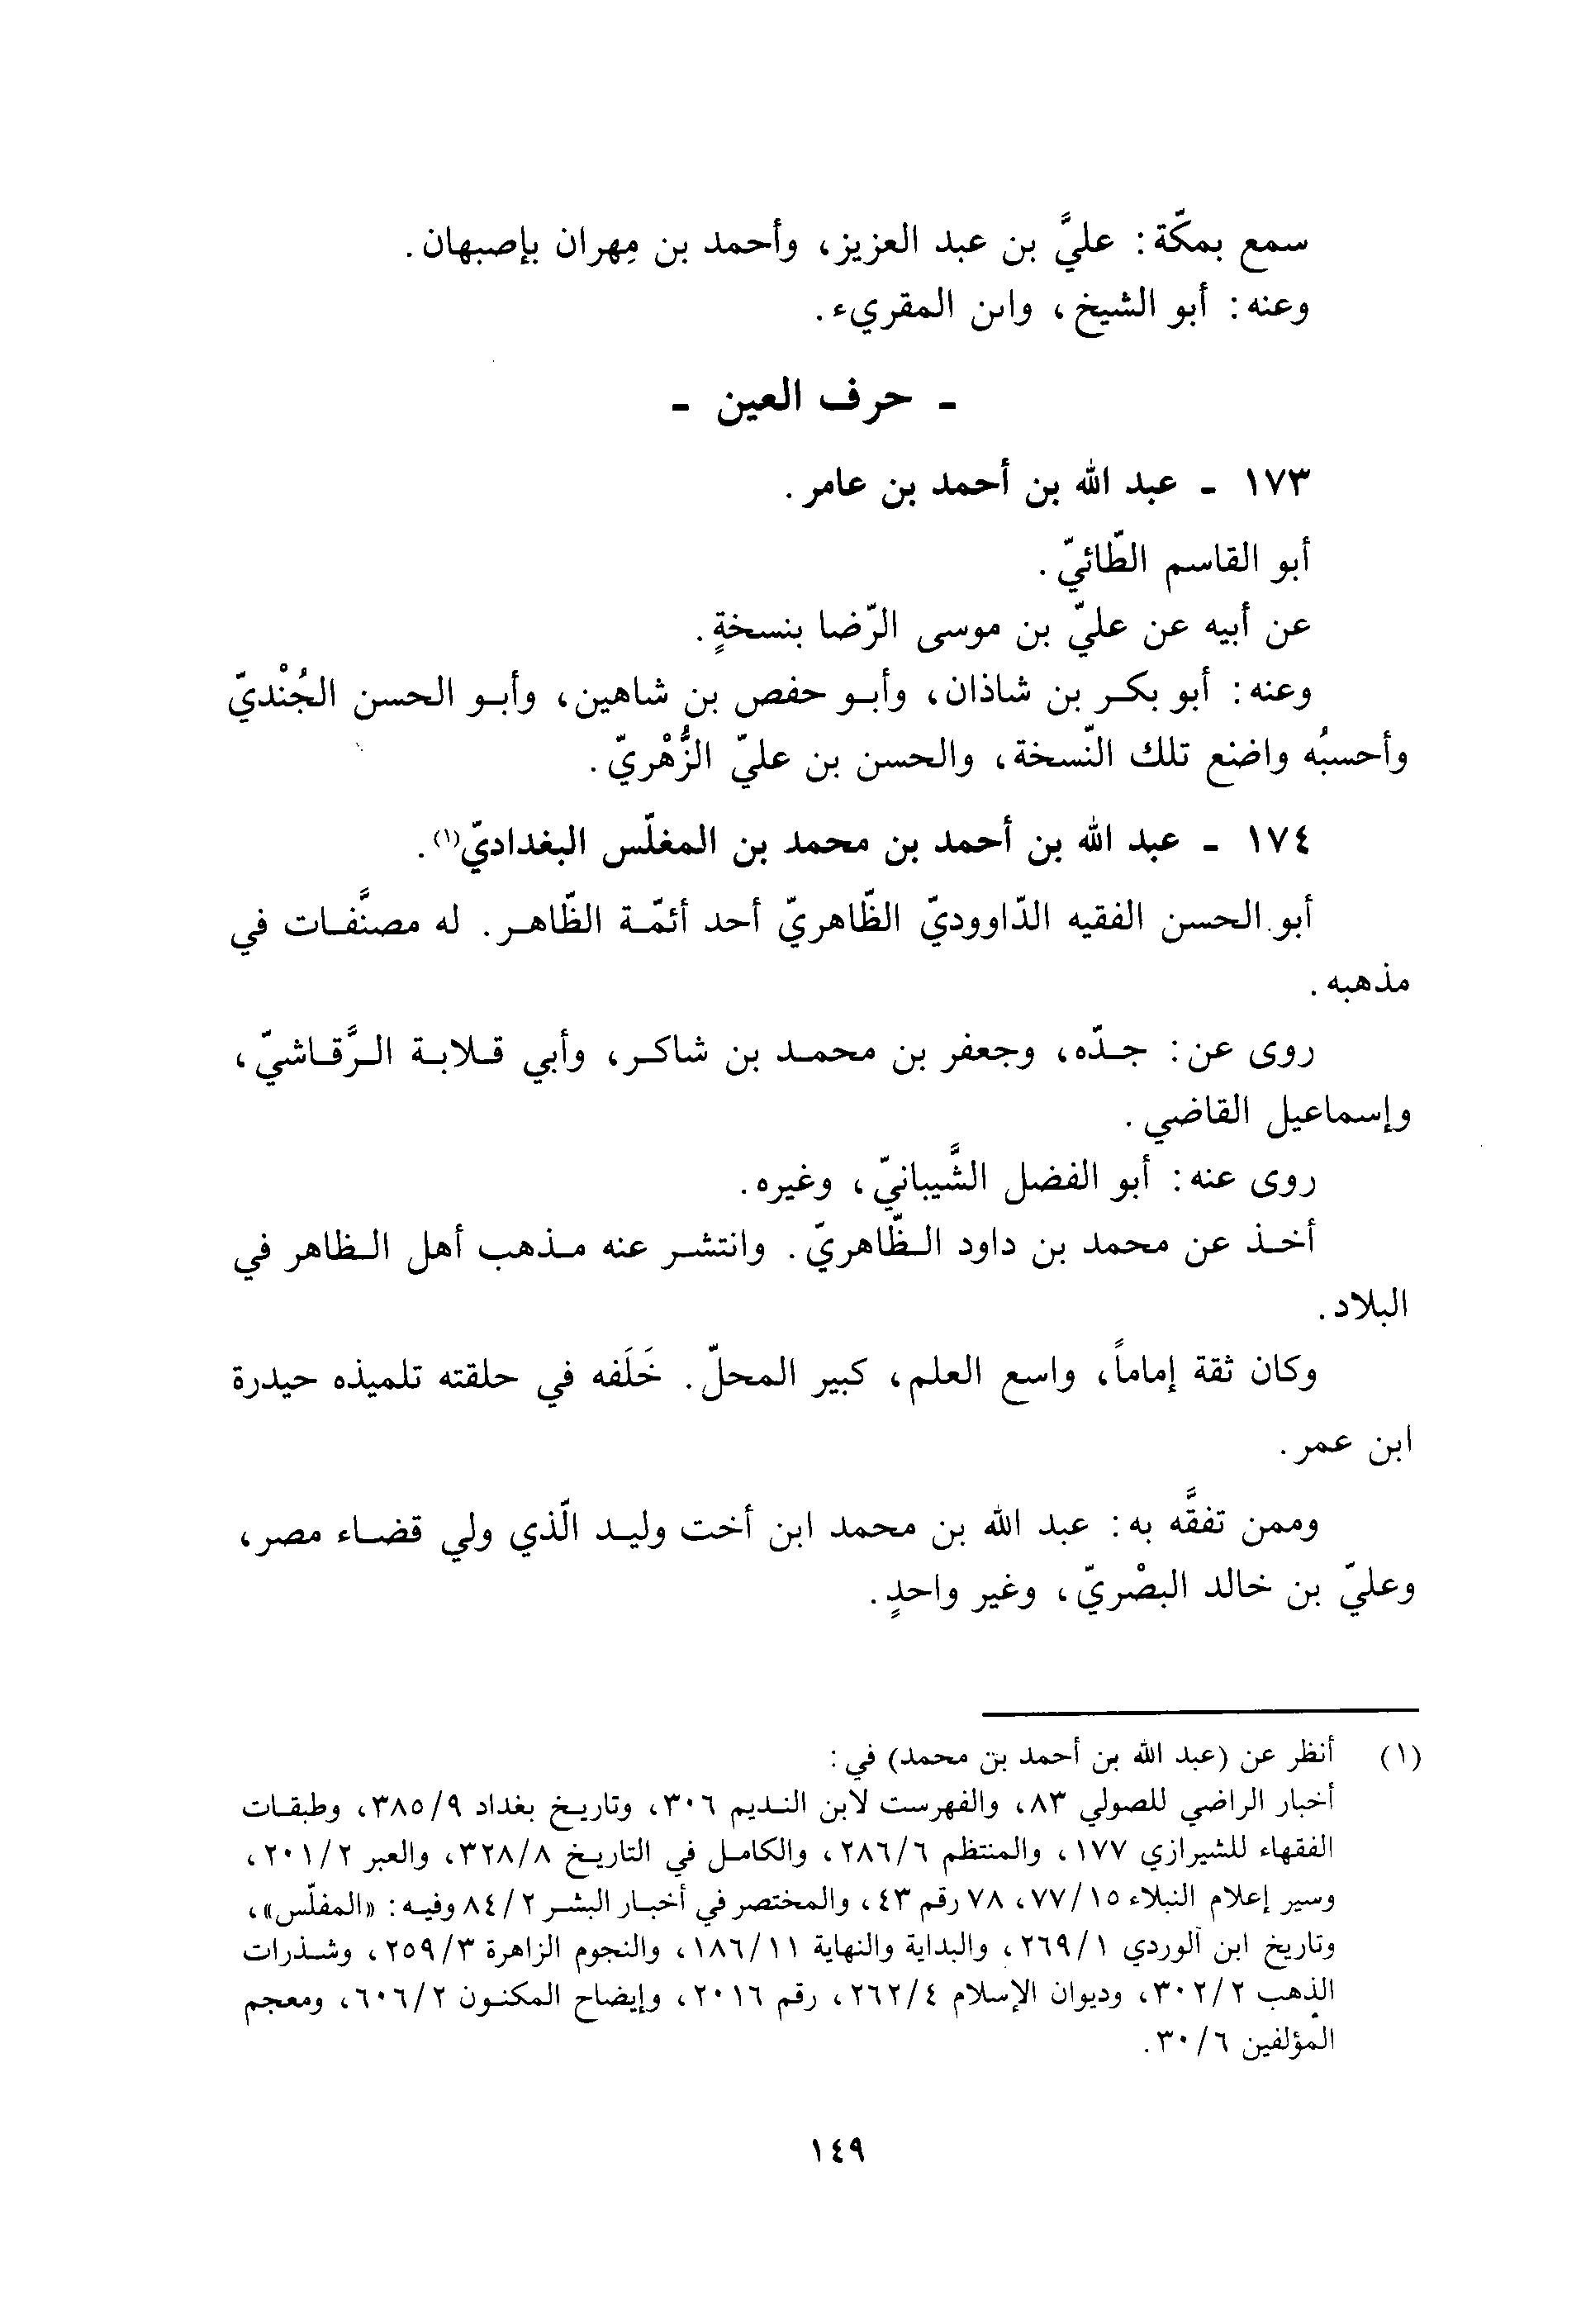 سمع بمكّة: عليَّ بن عبد العزيز، وأحمد بن مِهران بإصبهان.
وعنه: أبو الشيخ، وابن المقريء.
ـ حرف العين ـ
١٧٣ ـ عبد الله بن أحمد بن عامر.
أبو القاسم الطّائيّ.
عن أبيه عن عليّ بن موسى الرّضا بنسخةٍ.
وعنه: أبو بكر بن شاذان، وأبو حفص بن شاهين، وأبو الحسن الجُنْديّ
وأحسبُه واضع تلك النّسخة، والحسن بن عليّ الزُّهْريّ.
١٧٤ ـ عبد الله بن أحمد بن محمد بن المغلّس البغداديّ(١).
أبو الحسن الفقيه الدّاووديّ الظّاهريّ أحد أئمّة الظّاهر. له مصنَّفات في
مذهبه.
روى عن: جدّه، وجعفر بن محمد بن شاكر، وأبي قلابة الرَّقاشيّ،
وإسماعيل القاضي.
روى عنه: أبو الفضل الشَّيبانيّ، وغيره.
أخذ عن محمد بن داود الظّاهريّ. وانتشر عنه مذهب أهل الظاهر في
البلاد.
وكان ثقة إماماً، واسع العلم، كبير المحلّ. خَلَفه في حلقته تلميذه حيدرة
ابن عمر.
وممن تفقَّه به: عبد الله بن محمد ابن أخت وليد الّذي ولي قضاء مصر،
وعليّ بن خالد البصْريّ، وغير واحدٍ.
(١) أنظر عن (عبد الله بن أحمد بن محمد) في:
أخبار الراضي للصولي ٨٣، والفهرست لابن النديم ٣٠٦، وتاريخ بغداد ٣٨٥/٩، وطبقات
الفقهاء للشيرازي ١٧٧، والمنتظم ٢٨٦/٦، والكامل في التاريخ ٣٢٨/٨، والعبر ٢٠١/٢،
وسير إعلام النبلاء ٧٧/١٥، ٧٨ رقم ٤٣، والمختصر في أخبار البشر ٨٤/٢ وفيه: «المفلّس»،
وتاريخ ابن الوردي ٢٦٩/١، والبداية والنهاية ١٨٦/١١، والنجوم الزاهرة ٢٥٩/٣، وشذرات
الذهب ٣٠٢/٢، وديوان الإسلام ٢٦٢/٤، رقم ٢٠١٦، وإيضاح المكنون ٦٠٦/٢، ومعجم
المؤلفين ٣٠/٦.
١٤٩